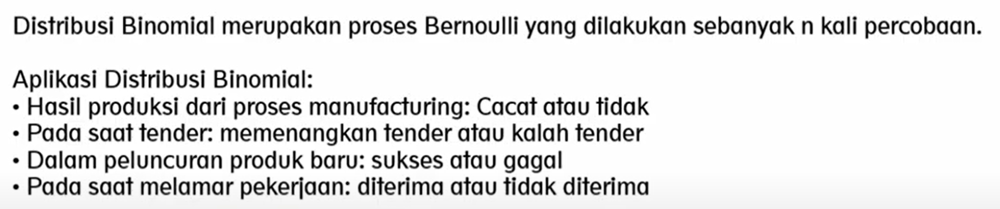 Distribusi Binomial merupakan proses Bernoulli yang dilakukan sebanyak n kali percobaan.
Aplikasi Distribusi Binomial:
• Hasil produksi dari proses manufacturing: Cacat atau tidak
• Pada saat tender: memenangkan tender atau kalah tender
• Dalam peluncuran produk baru: sukses atau gagal
• Pada saat melamar pekerjaan: diterima atau tidak diterima